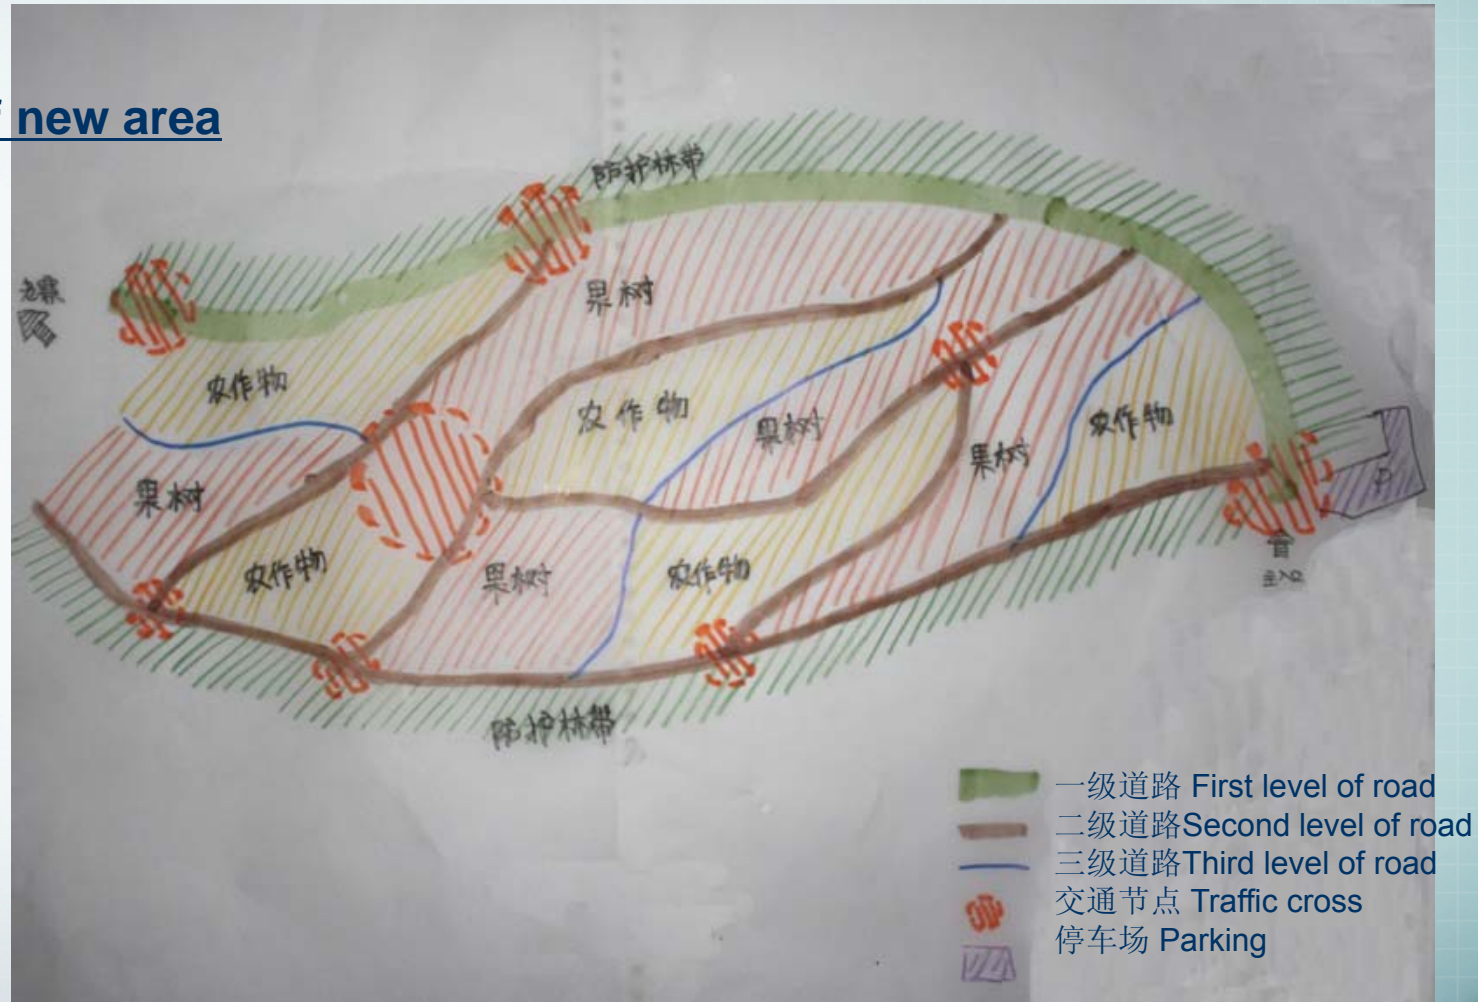 new area
防护林带
老寨
果树
农作物
农作物
果树
农作物
果树
果树
农作物
果树
农作物
P
防护林带
一级道路 First level of road
二级道路Second level of road
三级道路Third level of road
交通节点 Traffic cross
停车场 Parking